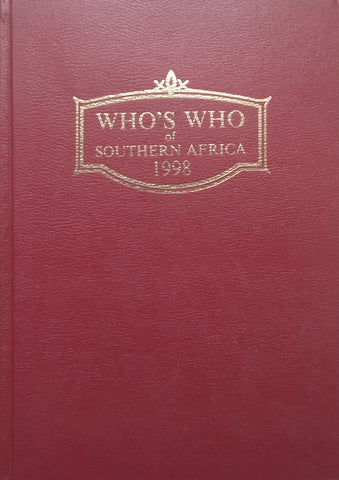 WHO'S WHO
of
SOUTHERN AFRICA
1998